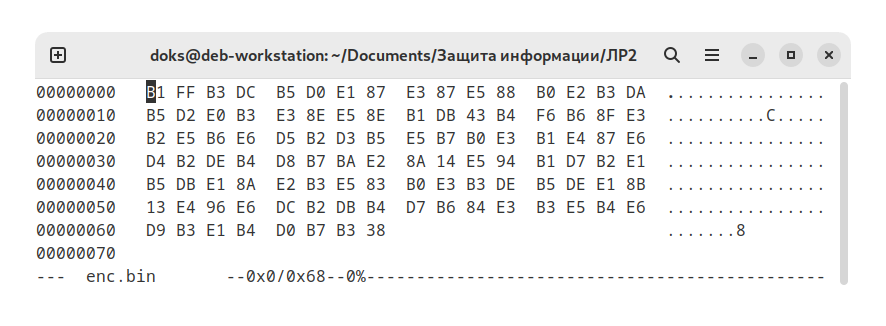 doks@deb-workstation: ~/Documents/Защита информации/ЛР2
00000000 B1 FF B3 DC B5 D0 E1 87 E3 87 E5 88 B0 E2 B3 DA ................
00000010 B5 D2 E0 B3 E3 8E E5 8E B1 DB 43 B4 F6 B6 8F E3 ..........C.....
00000020 B2 E5 B6 E6 D5 B2 D3 B5 E5 B7 B0 E3 B1 E4 87 E6 ................
00000030 D4 B2 DE B4 D8 B7 BA E2 8A 14 E5 94 B1 D7 B2 E1 ................
00000040 B5 DB E1 8A E2 B3 E5 83 B0 E3 B3 DE B5 DE E1 8B ................
00000050 13 E4 96 E6 DC B2 DB B4 D7 B6 84 E3 B3 E5 B4 E6 ................
00000060 D9 B3 E1 B4 D0 B7 B3 38 .......8
00000070
--- enc.bin --0x0/0x68--0%----------------------------------------------